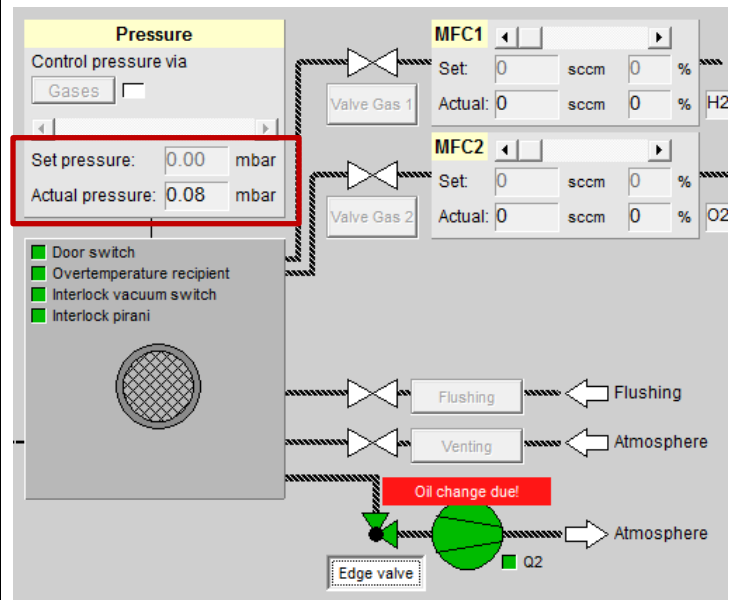 Pressure
Control pressure via
Gases
Set pressure: 0.00 mbar
Actual pressure: 0.08 mbar
MFC1
Set: 0 sccm 0 %
Valve Gas 1
Actual: 0 sccm 0 % H2
MFC2
Set: 0 sccm 0 %
Valve Gas 2
Actual: 0 sccm 0 % O2
Door switch
Overtemperature recipient
Interlock vacuum switch
Interlock pirani
Flushing Flushing
Venting Atmosphere
Oil change due!
Atmosphere
Q2
Edge valve